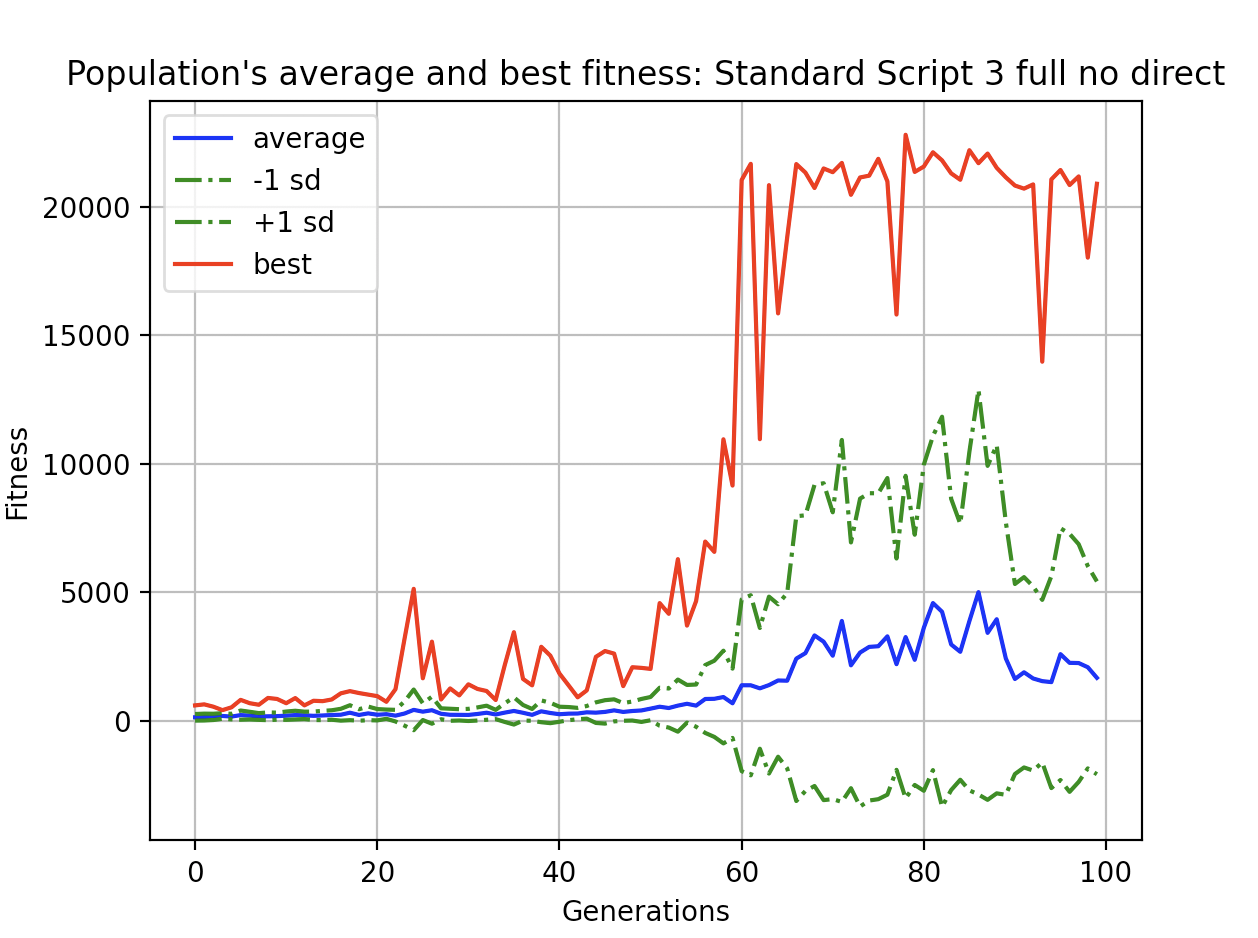 Population's average and best fitness: Standard Script 3 full no direct
average
-1 sd
+1 sd
best
20000
15000
10000
5000
0
Fitness
0 20 40 60 80 100
Generations